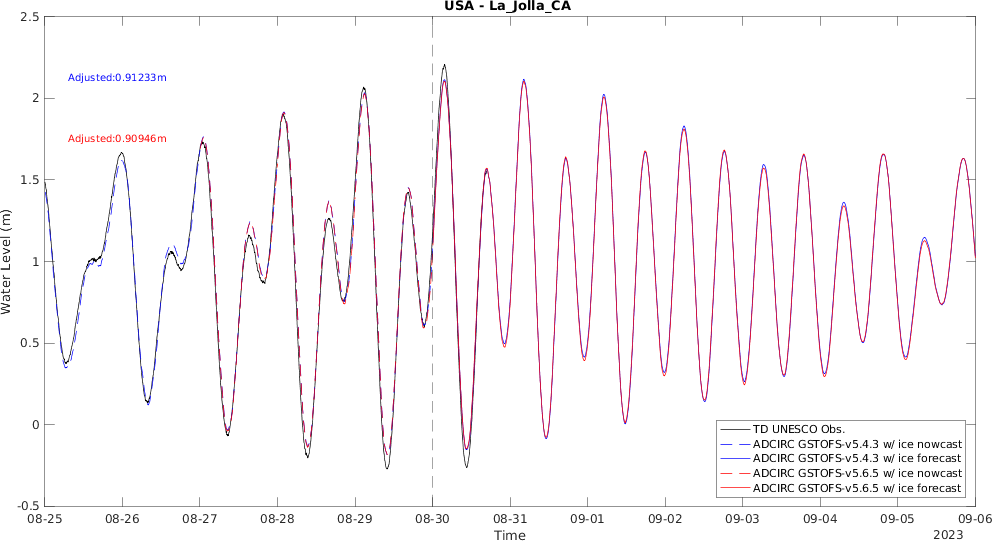 USA - La_Jolla_CA
2.5
Adjusted:0.91233m
2
Adjusted:0.90946m
1.5
Water Level (m)
1
0.5
0
-0.5
TD UNESCO Obs.
ADCIRC GSTOFS-v5.4.3 w/ ice nowcast
ADCIRC GSTOFS-v5.4.3 w/ ice forecast
ADCIRC GSTOFS-v5.6.5 w/ ice nowcast
ADCIRC GSTOFS-v5.6.5 w/ ice forecast
08-25 08-26 08-27 08-28 08-29 08-30 08-31 09-01 09-02 09-03 09-04 09-05 09-06
Time
2023